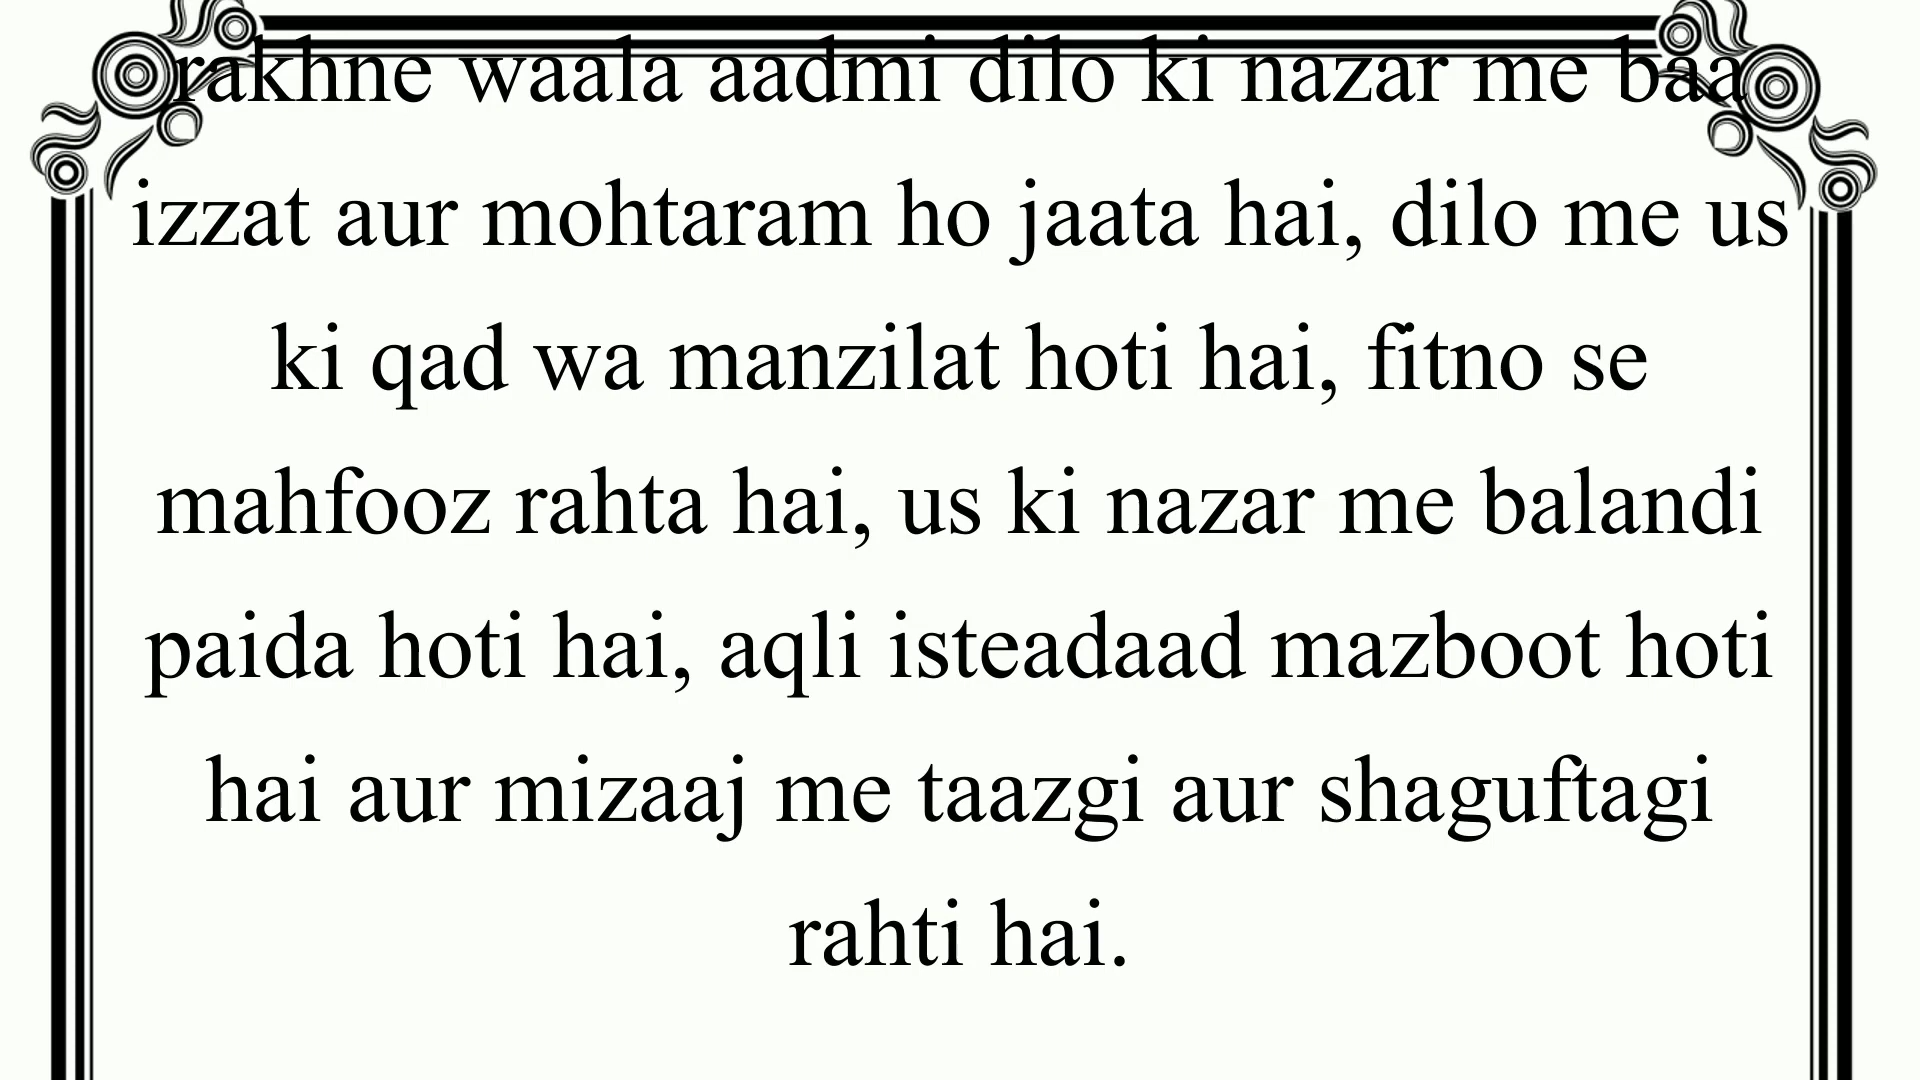 rakhne waala aadmi dilo ki nazar me baa
izzat aur mohtaram ho jaata hai, dilo me us
ki qad wa manzilat hoti hai, fitno se
mahfooz rahta hai, us ki nazar me balandi
paida hoti hai, aqli isteadaad mazboot hoti
hai aur mizaaj me taazgi aur shaguftagi
rahti hai.